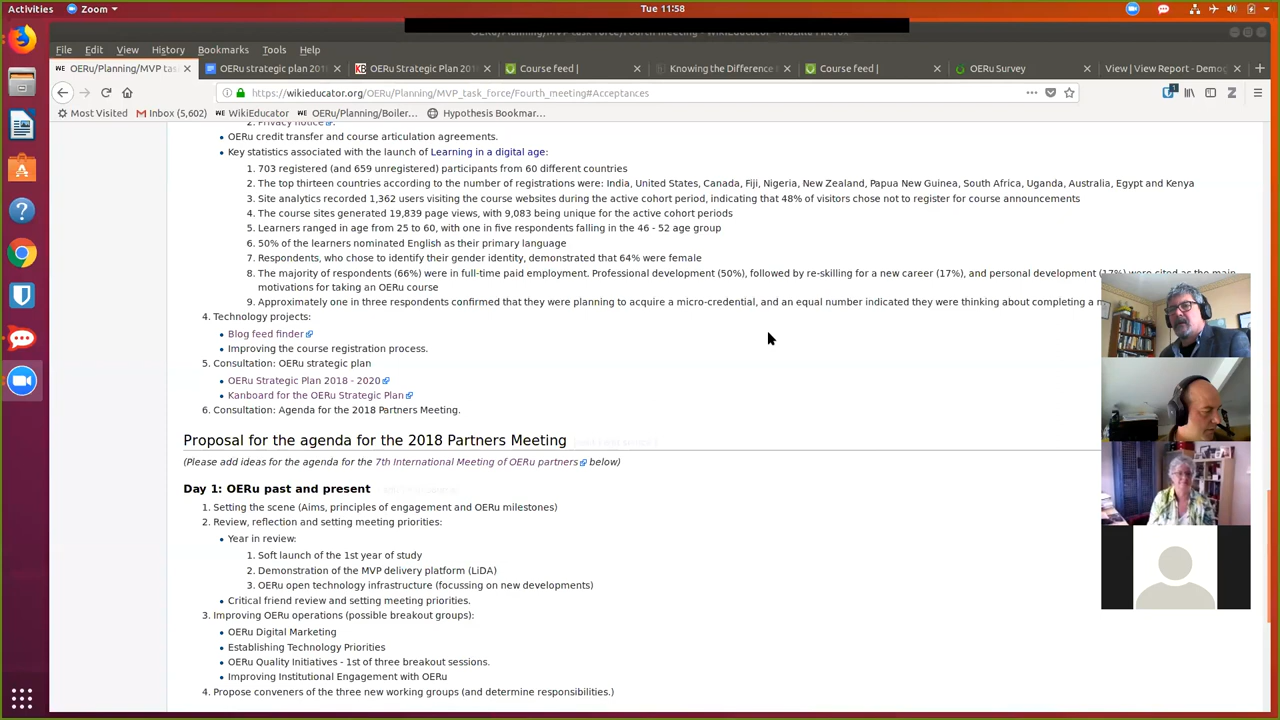 Activities Zoom Tue 11:58
OERu/Planning/MVP task force/Fourth meeting - WikiEducator - Mozilla Firefox
File Edit View History Bookmarks Tools Help
OERu/Planning/MVP tas OERu strategic plan 201 OERu Strategic Plan 201 Course feed | Knowing the Difference Course feed | OERu Survey View | View Report - Demo
https://wikieducator.org/OERu/Planning/MVP_task_force/Fourth_meeting#Acceptances
Most Visited Inbox (5,602) WikiEducator OERu/Planning/Boiler... Hypothesis Bookmar...
2. Privacy notice.
OERu credit transfer and course articulation agreements.
Key statistics associated with the launch of Learning in a digital age:
1. 703 registered (and 659 unregistered) participants from 60 different countries
2. The top thirteen countries according to the number of registrations were: India, United States, Canada, Fiji, Nigeria, New Zealand, Papua New Guinea, South Africa, Uganda, Australia, Egypt and Kenya
3. Site analytics recorded 1,362 users visiting the course websites during the active cohort period, indicating that 48% of visitors chose not to register for course announcements
4. The course sites generated 19,839 page views, with 9,083 being unique for the active cohort periods
5. Learners ranged in age from 25 to 60, with one in five respondents falling in the 46 - 52 age group
6. 50% of the learners nominated English as their primary language
7. Respondents, who chose to identify their gender identity, demonstrated that 64% were female
8. The majority of respondents (66%) were in full-time paid employment. Professional development (50%), followed by re-skilling for a new career (17%), and personal development (17%) were cited as the main
motivations for taking an OERu course
9. Approximately one in three respondents confirmed that they were planning to acquire a micro-credential, and an equal number indicated they were thinking about completing a
4. Technology projects:
Blog feed finder
Improving the course registration process.
5. Consultation: OERu strategic plan
OERu Strategic Plan 2018 - 2020
Kanboard for the OERu Strategic Plan
6. Consultation: Agenda for the 2018 Partners Meeting.
Proposal for the agenda for the 2018 Partners Meeting
(Please add ideas for the agenda for the 7th International Meeting of OERu partners below)
Day 1: OERu past and present
1. Setting the scene (Aims, principles of engagement and OERu milestones)
2. Review, reflection and setting meeting priorities:
Year in review:
1. Soft launch of the 1st year of study
2. Demonstration of the MVP delivery platform (LiDA)
3. OERu open technology infrastructure (focussing on new developments)
Critical friend review and setting meeting priorities.
3. Improving OERu operations (possible breakout groups):
OERu Digital Marketing
Establishing Technology Priorities
OERu Quality Initiatives - 1st of three breakout sessions.
Improving Institutional Engagement with OERu
4. Propose conveners of the three new working groups (and determine responsibilities.)